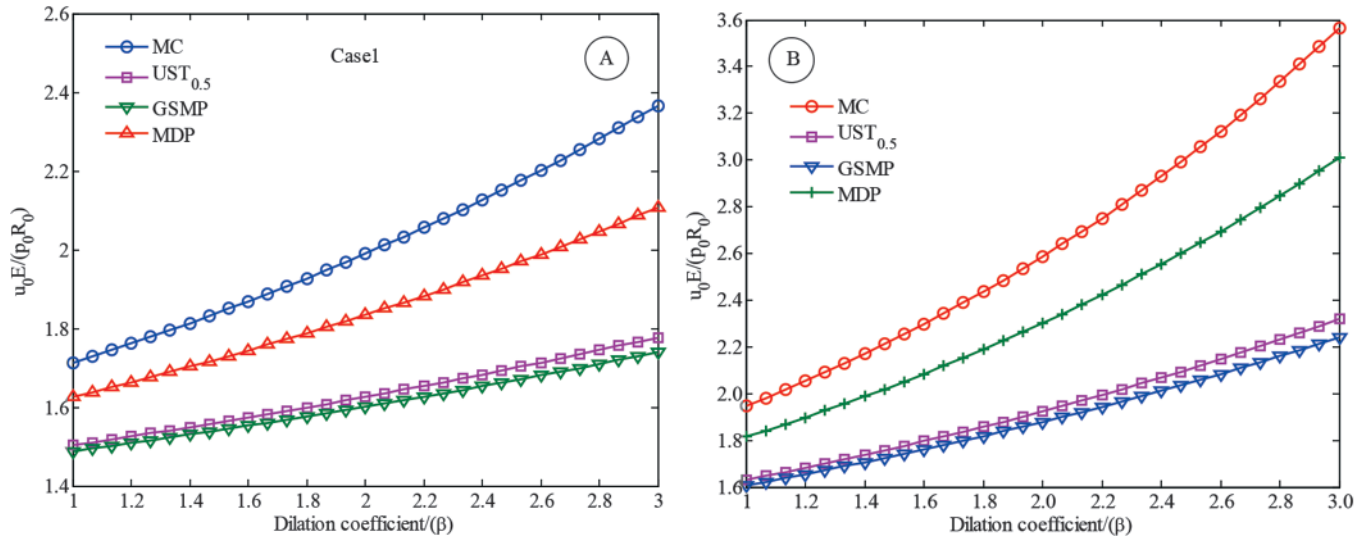 2.6
2.4
2.2
2
1.8
1.6
1.4
u₀E/(p₀R₀)
MC
UST₀.₅
GSMP
MDP
Case1
A
1 1.2 1.4 1.6 1.8 2 2.2 2.4 2.6 2.8 3
Dilation coefficient/(β)
3.6
3.4
3.2
3.0
2.8
2.6
2.4
2.2
2.0
1.8
1.6
u₀E/(p₀R₀)
B
MC
UST₀.₅
GSMP
MDP
1 1.2 1.4 1.6 1.8 2.0 2.2 2.4 2.6 2.8 3.0
Dilation coefficient/(β)